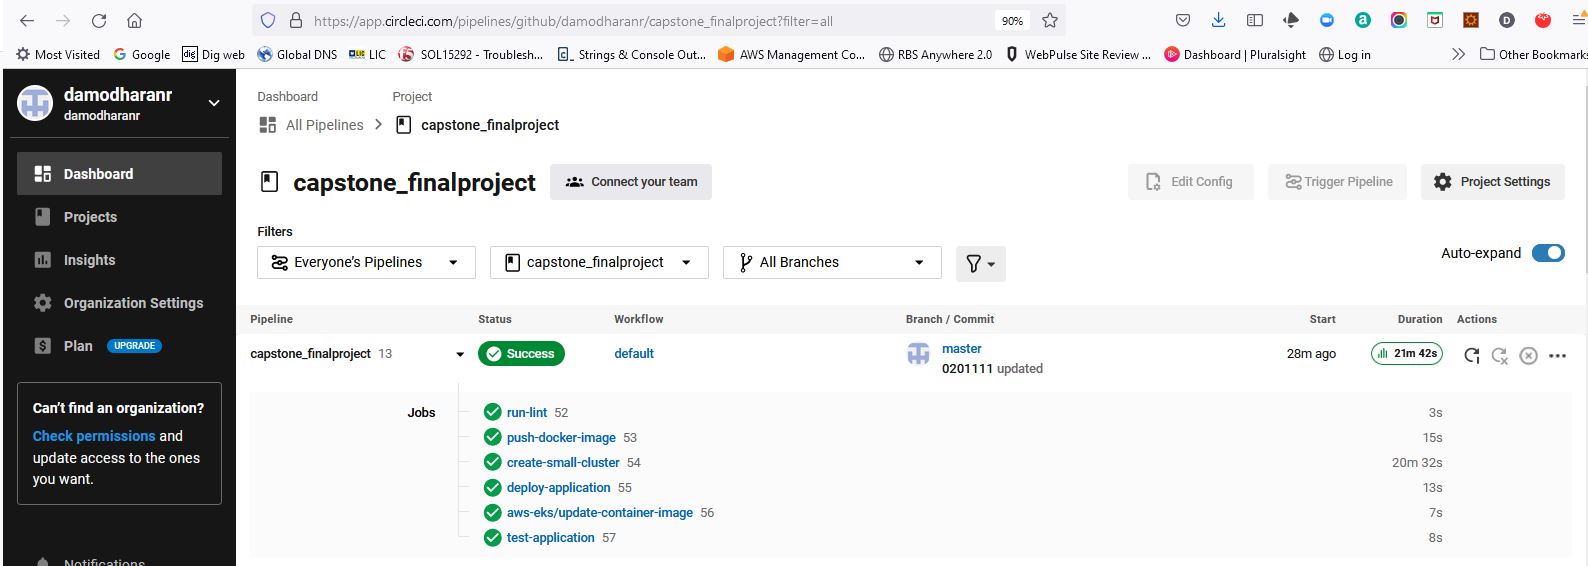 https://app.circleci.com/pipelines/github/damodharanr/capstone_finalproject?filter=all
90%
Most Visited
Google
Dig web
Global DNS
LIC
SOL15292 - Troublesh...
Strings & Console Out...
AWS Management Co...
RBS Anywhere 2.0
WebPulse Site Review ...
Dashboard | Pluralsight
Log in
Other Bookmarks
damodharanr
damodharanr
Dashboard
Projects
Insights
Organization Settings
Plan UPGRADE
Can't find an organization?
Check permissions and
update access to the ones
you want.
Notifications
Dashboard Project
All Pipelines > capstone_finalproject
capstone_finalproject
Connect your team
Edit Config
Trigger Pipeline
Project Settings
Filters
Everyone's Pipelines
capstone_finalproject
All Branches
Auto-expand
Pipeline Status Workflow Branch / Commit Start Duration Actions
capstone_finalproject 13 Success default master 28m ago 21m 42s
0201111 updated
Jobs
run-lint 52 3s
push-docker-image 53 15s
create-small-cluster 54 20m 32s
deploy-application 55 13s
aws-eks/update-container-image 56 7s
test-application 57 8s